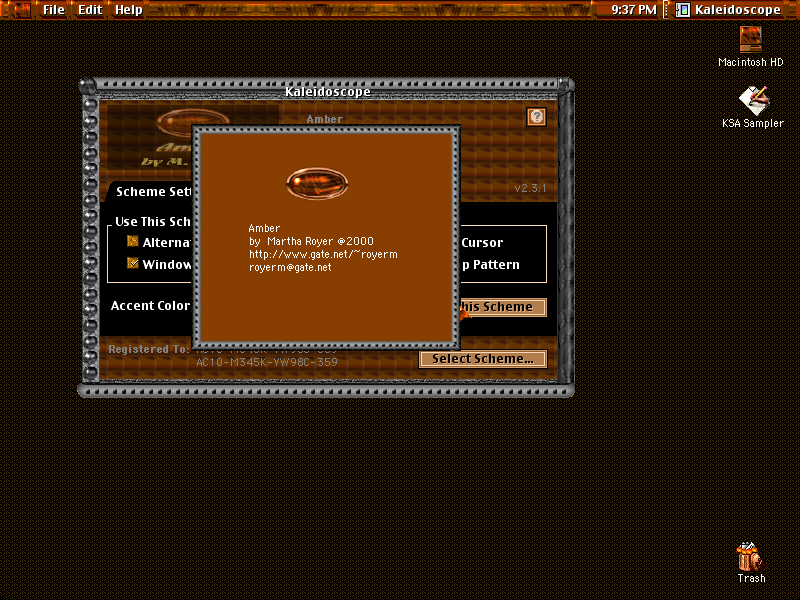 File Edit Help
9:37 PM
Kaleidoscope
Macintosh HD
KSA Sampler
Kaleidoscope
Amber
by M.
v2.3.1
Scheme Set
Use This Sch
Alterna
Window
Cursor
p Pattern
Accent Color
his Scheme
Amber
by Martha Royer @2000
http://www.gate.net/~royerm
royerm@gate.net
Registered To:
AC10-M345K-VW98C-359
Select Scheme...
Trash